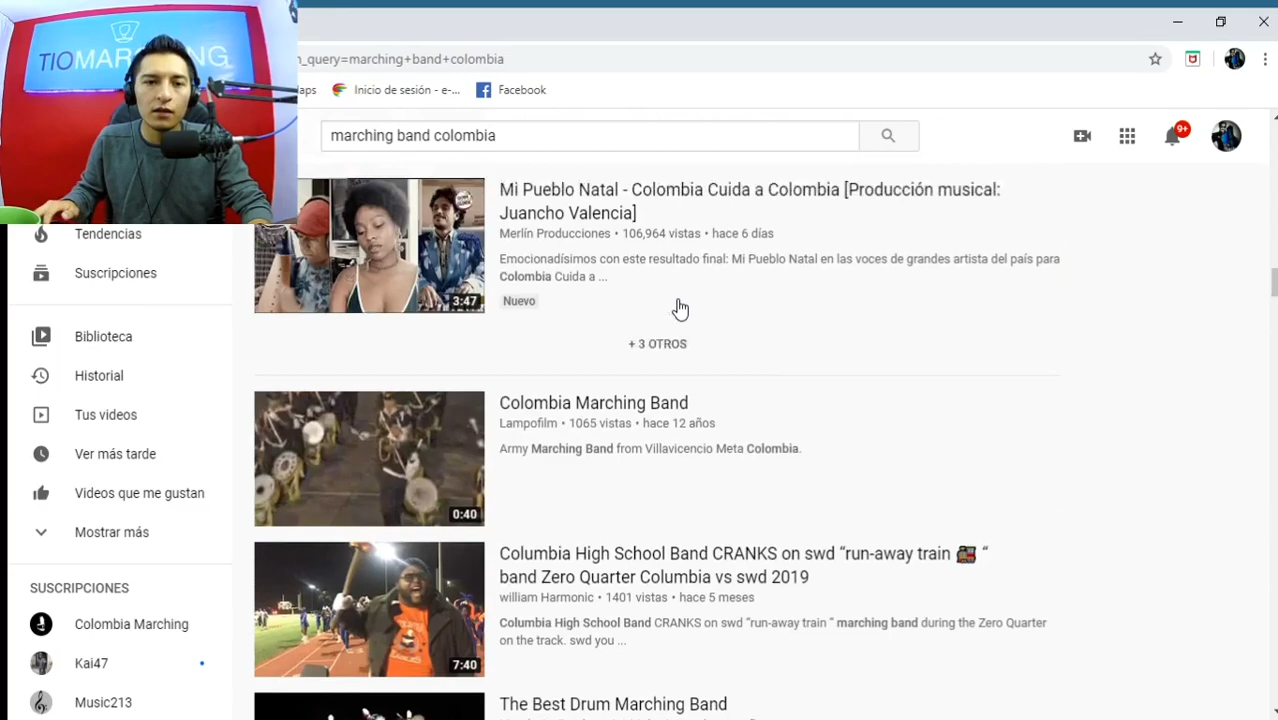 TIOMARCHING
n_query=marching+band+colombia
aps
Inicio de sesión - e-...
Facebook
marching band colombia
9+
Mi Pueblo Natal - Colombia Cuida a Colombia [Producción musical:
Juancho Valencia]
Merlín Producciones • 106,964 vistas • hace 6 días
Emocionadísimos con este resultado final: Mi Pueblo Natal en las voces de grandes artista del país para
Colombia Cuida a ...
Nuevo
3:47
+ 3 OTROS
Tendencias
Suscripciones
Biblioteca
Historial
Tus videos
Ver más tarde
Videos que me gustan
Mostrar más
SUSCRIPCIONES
Colombia Marching
Kai47
Music213
Colombia Marching Band
Lampofilm • 1065 vistas • hace 12 años
Army Marching Band from Villavicencio Meta Colombia.
0:40
Columbia High School Band CRANKS on swd “run-away train 🚂 “
band Zero Quarter Columbia vs swd 2019
william Harmonic • 1401 vistas • hace 5 meses
Columbia High School Band CRANKS on swd “run-away train “ marching band during the Zero Quarter
on the track. swd you ...
7:40
The Best Drum Marching Band